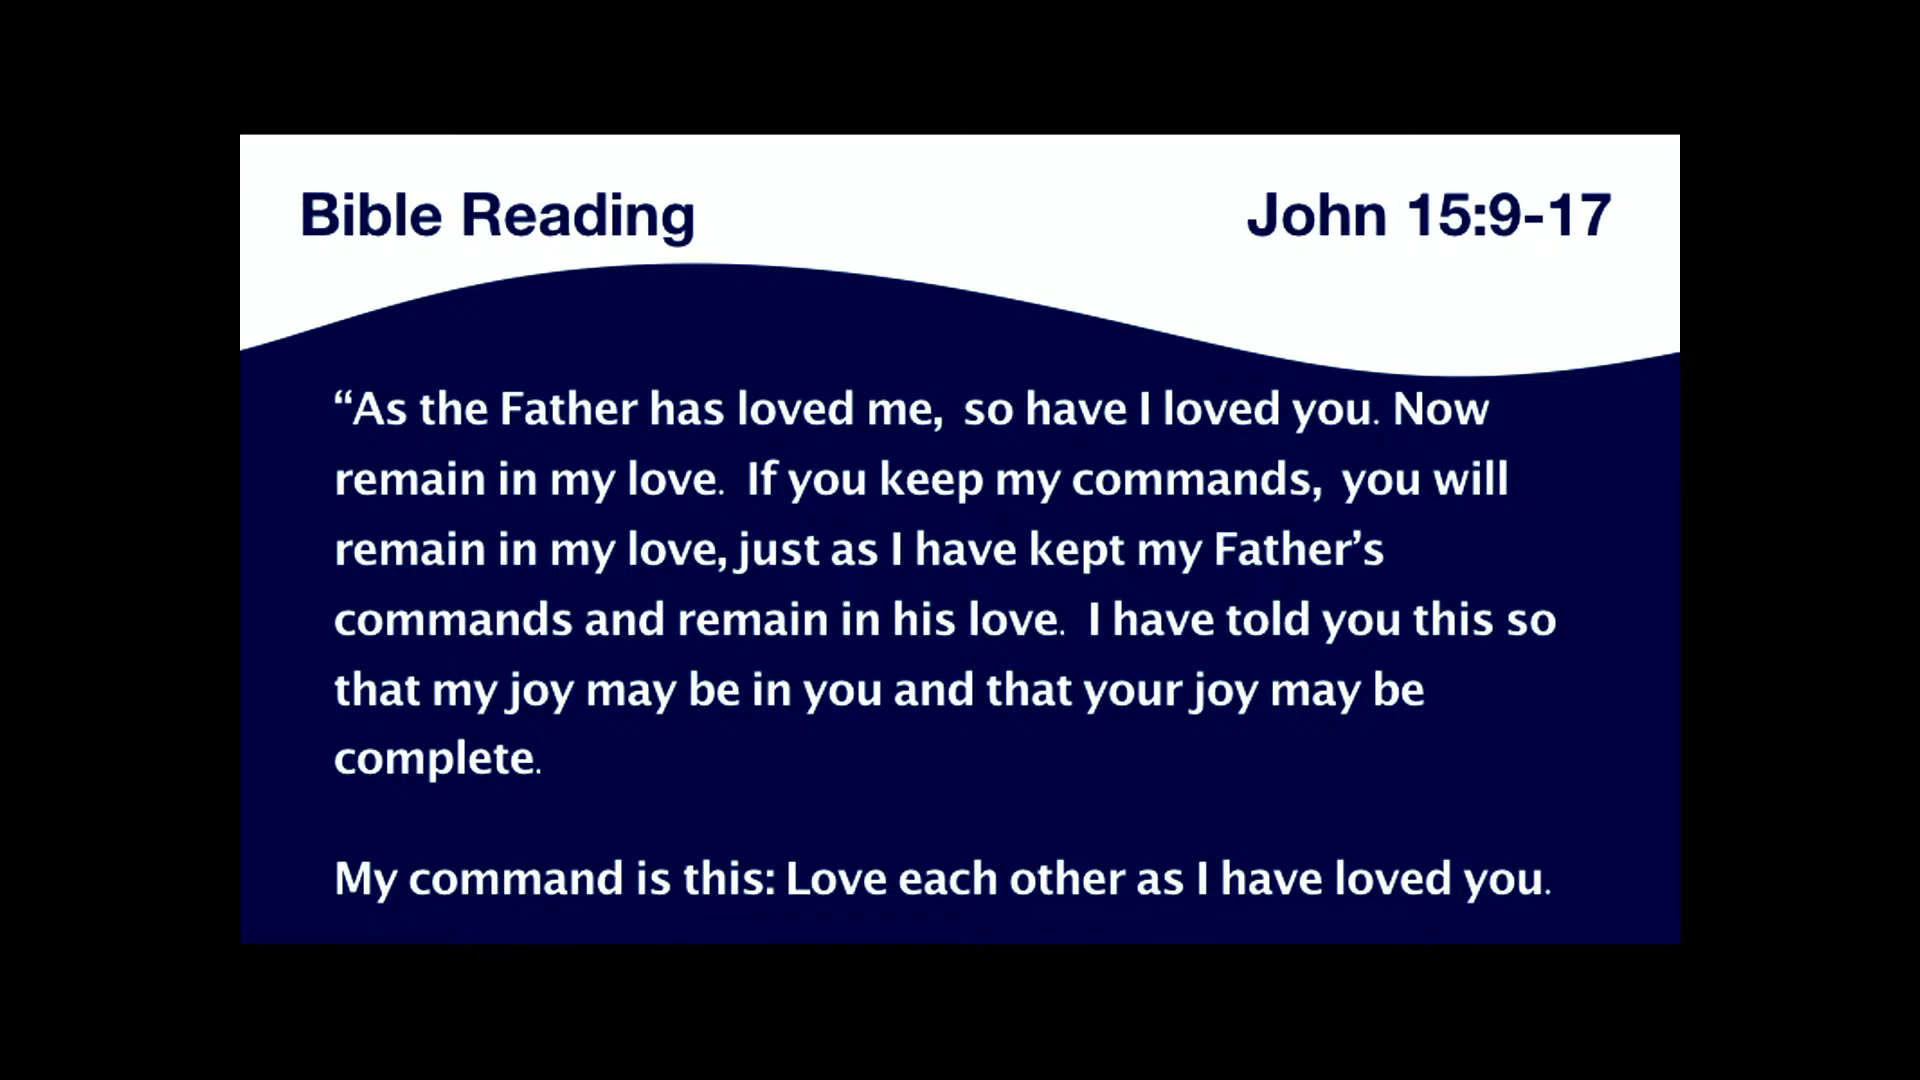 Bible Reading John 15:9-17
“As the Father has loved me, so have I loved you. Now
remain in my love. If you keep my commands, you will
remain in my love, just as I have kept my Father’s
commands and remain in his love. I have told you this so
that my joy may be in you and that your joy may be
complete.
My command is this: Love each other as I have loved you.